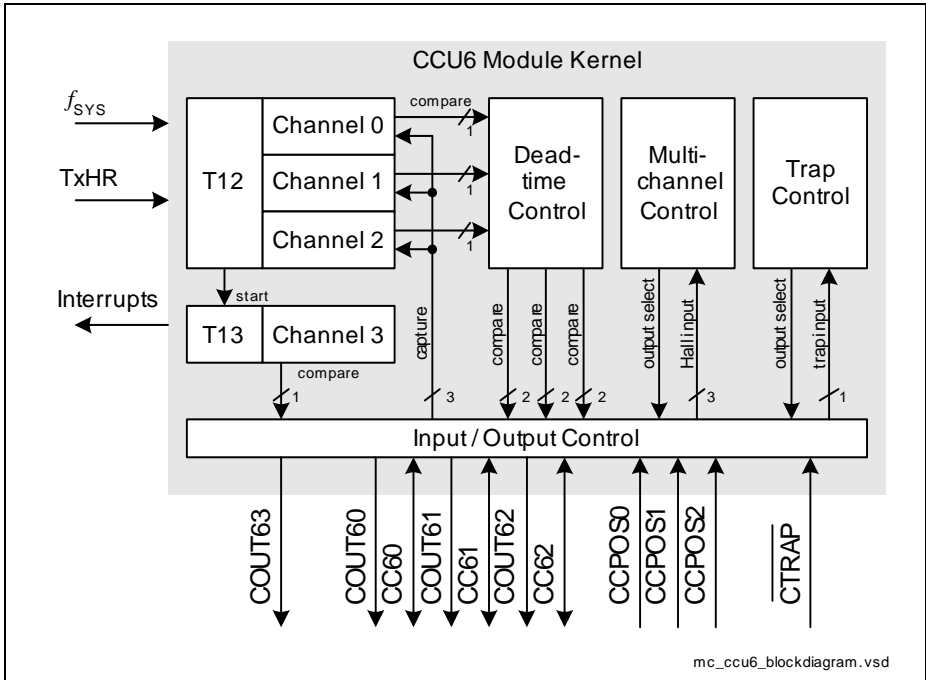 CCU6 Module Kernel
fSYS
TxHR
Interrupts
T12
Channel 0
Channel 1
Channel 2
compare
1
1
1
Dead-
time
Control
Multi-
channel
Control
Trap
Control
start
T13
Channel 3
compare
1
capture
3
compare
2
compare
2
compare
2
output select
Hall input
3
output select
trap input
1
Input / Output Control
COUT63
COUT60
CC60
COUT61
CC61
COUT62
CC62
CCPOS0
CCPOS1
CCPOS2
CTRAP
mc_ccu6_blockdiagram.vsd